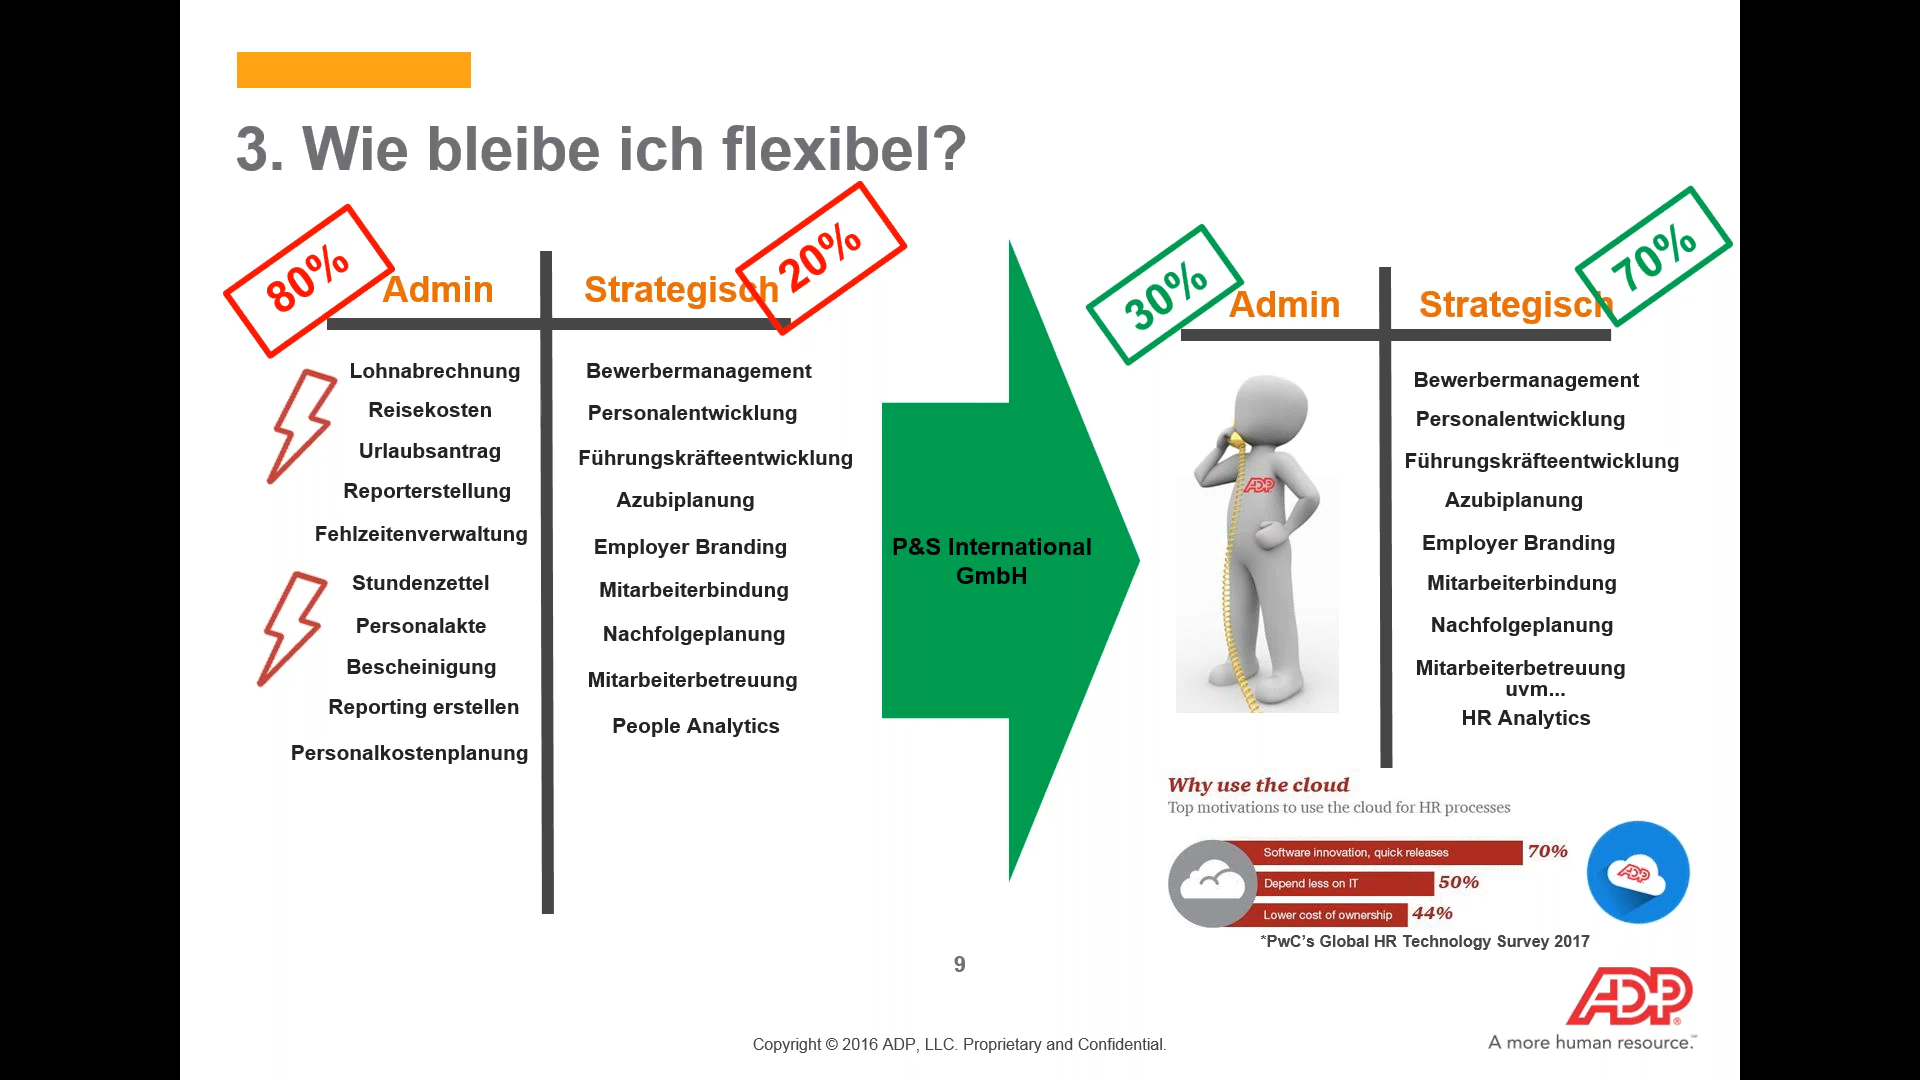 3. Wie bleibe ich flexibel?
80%
Admin
Strategisch
20%
Lohnabrechnung
Reisekosten
Urlaubsantrag
Reporterstellung
Fehlzeitenverwaltung
Stundenzettel
Personalakte
Bescheinigung
Reporting erstellen
Personalkostenplanung
Bewerbermanagement
Personalentwicklung
Führungskräfteentwicklung
Azubiplanung
Employer Branding
Mitarbeiterbindung
Nachfolgeplanung
Mitarbeiterbetreuung
People Analytics
P&S International
GmbH
30%
Admin
Strategisch
70%
ADP
Bewerbermanagement
Personalentwicklung
Führungskräfteentwicklung
Azubiplanung
Employer Branding
Mitarbeiterbindung
Nachfolgeplanung
Mitarbeiterbetreuung
uvm...
HR Analytics
Why use the cloud
Top motivations to use the cloud for HR processes
Software innovation, quick releases 70%
Depend less on IT 50%
Lower cost of ownership 44%
ADP
*PwC's Global HR Technology Survey 2017
9
ADP®
A more human resource.℠
Copyright © 2016 ADP, LLC. Proprietary and Confidential.